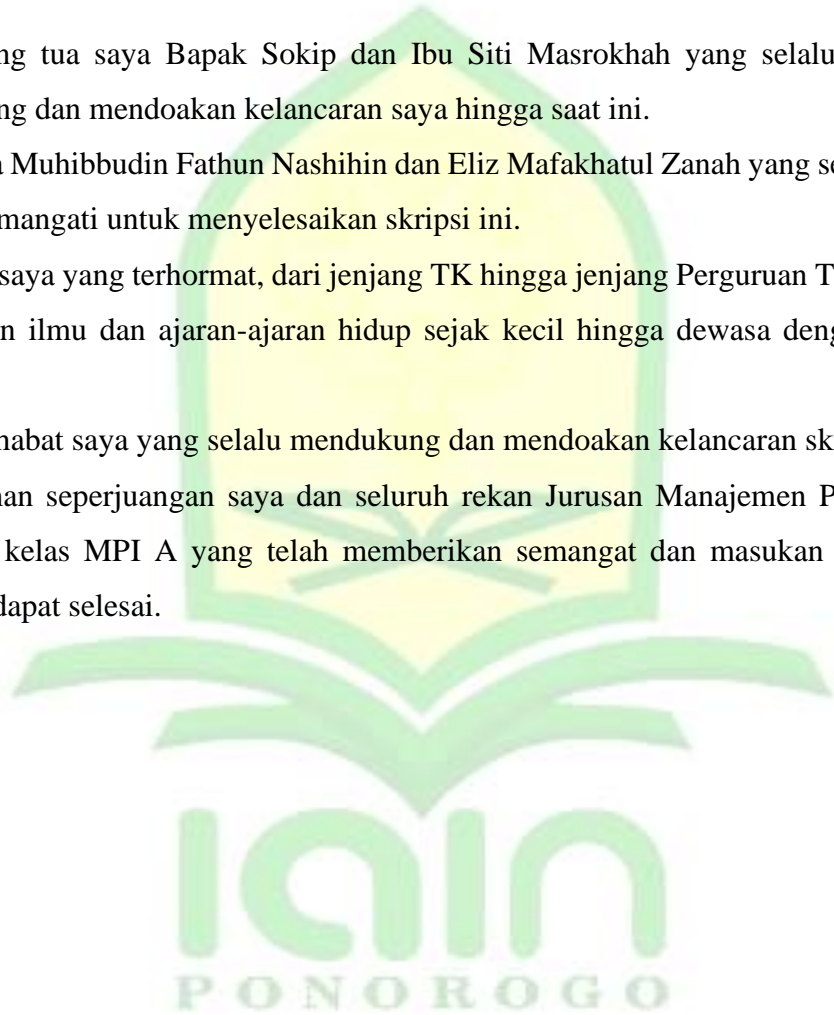 ng tua saya Bapak Sokip dan Ibu Siti Masrokhah yang selalu
ng dan mendoakan kelancaran saya hingga saat ini.
a Muhibbudin Fathun Nashihin dan Eliz Mafakhatul Zanah yang se
mangati untuk menyelesaikan skripsi ini.
saya yang terhormat, dari jenjang TK hingga jenjang Perguruan T
n ilmu dan ajaran-ajaran hidup sejak kecil hingga dewasa deng
habat saya yang selalu mendukung dan mendoakan kelancaran sk
nan seperjuangan saya dan seluruh rekan Jurusan Manajemen P
kelas MPI A yang telah memberikan semangat dan masukan
dapat selesai.
iain
PONOROGO